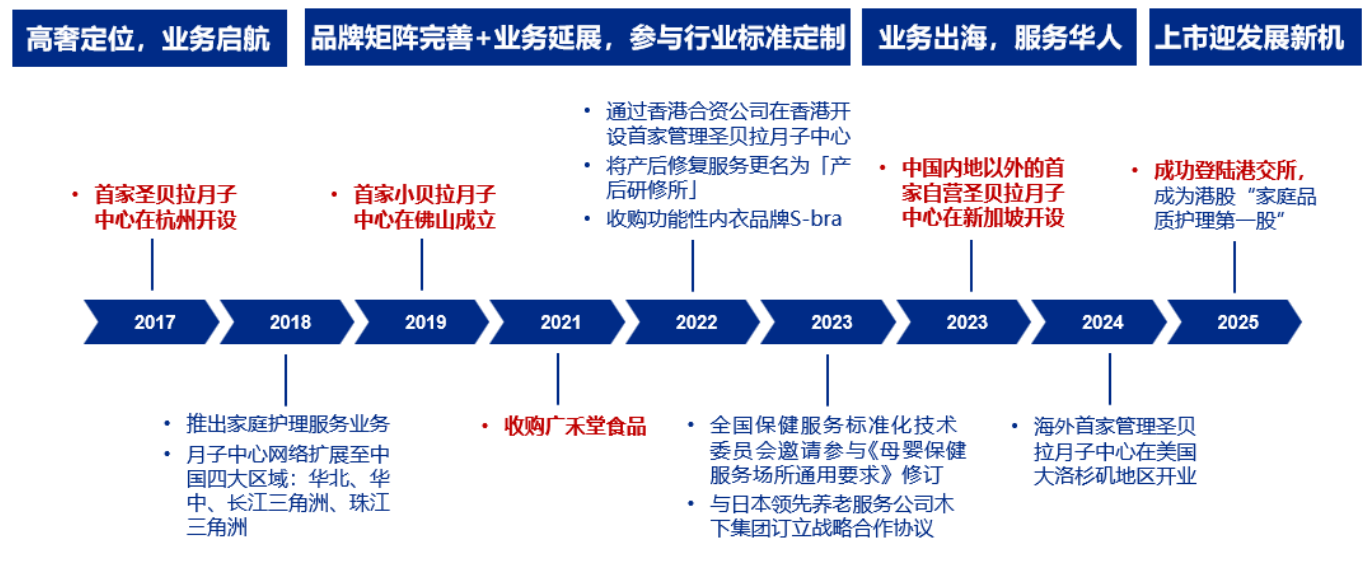 高奢定位，业务启航
品牌矩阵完善+业务延展，参与行业标准定制
业务出海，服务华人
上市迎发展新机
• 首家圣贝拉月子
中心在杭州开设
• 首家小贝拉月子
中心在佛山成立
• 通过香港合资公司在香港开
设首家管理圣贝拉月子中心
• 将产后修复服务更名为「产
后研修所」
• 收购功能性内衣品牌S-bra
• 中国内地以外的首
家自营圣贝拉月子
中心在新加坡开设
• 成功登陆港交所，
成为港股“家庭品
质护理第一股”
2017
2018
2019
2021
2022
2023
2023
2024
2025
• 推出家庭护理服务业务
• 月子中心网络扩展至中
国四大区域：华北、华
中、长江三角洲、珠江
三角洲
• 收购广禾堂食品
• 全国保健服务标准化技术
委员会邀请参与《母婴保健
服务场所通用要求》修订
• 与日本领先养老服务公司木
下集团订立战略合作协议
• 海外首家管理圣贝
拉月子中心在美国
大洛杉矶地区开业